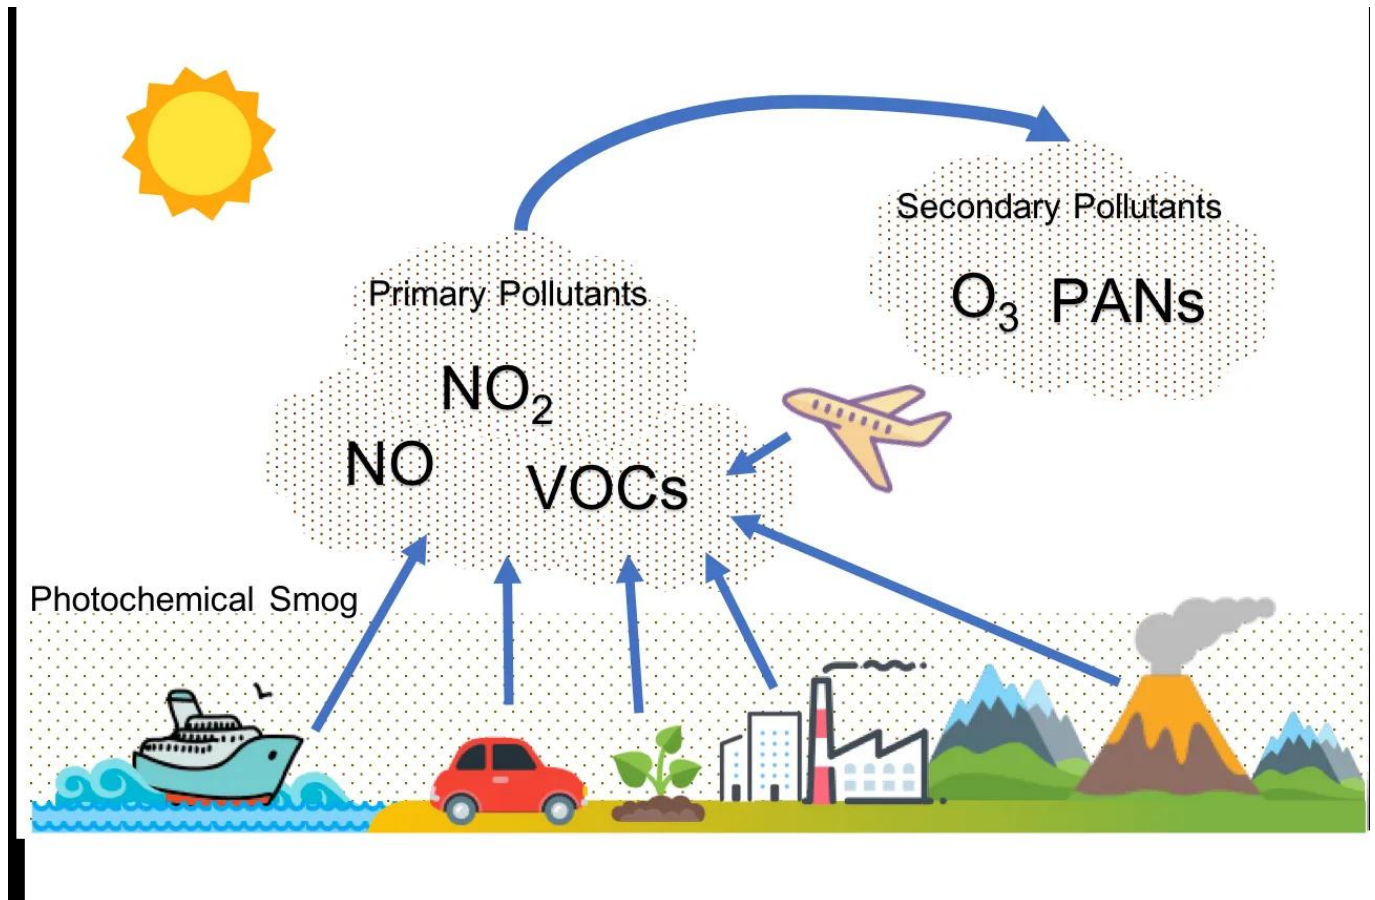 Secondary Pollutants
O₃ PANs
Primary Pollutants
NO₂
NO
VOCs
Photochemical Smog